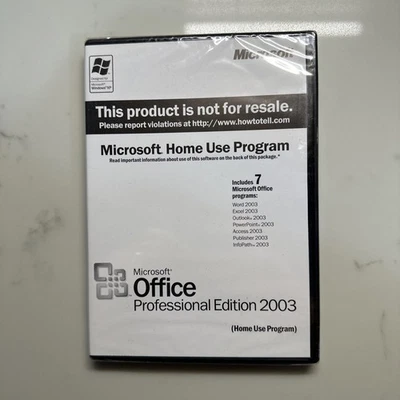 Microsoft
Designed for
Microsoft®
Windows® XP
This product is not for resale.
Please report violations at http://www.howtotell.com.
Microsoft® Home Use Program
Read important information about use of this software on the back of this package.*
Includes 7
Microsoft Office
programs:
Word 2003
Excel 2003
Outlook® 2003
PowerPoint® 2003
Access 2003
Publisher 2003
InfoPath™ 2003
Microsoft®
Office
Professional Edition 2003
(Home Use Program)